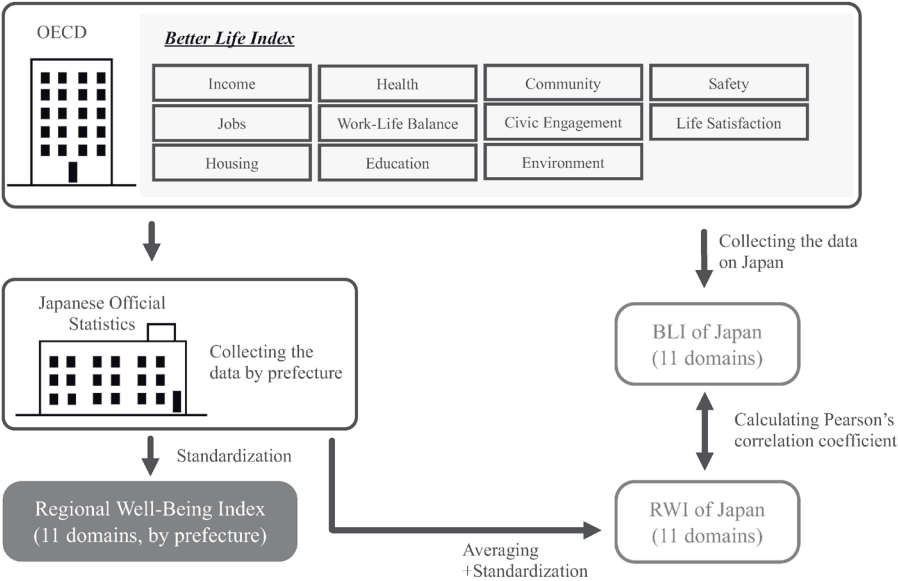 OECD
Better Life Index
Income
Health
Community
Safety
Jobs
Work-Life Balance
Civic Engagement
Life Satisfaction
Housing
Education
Environment
Collecting the data
on Japan
Japanese Official
Statistics
Collecting the
data by prefecture
BLI of Japan
(11 domains)
Calculating Pearson's
correlation coefficient
Standardization
Regional Well-Being Index
(11 domains, by prefecture)
RWI of Japan
(11 domains)
Averaging
+Standardization